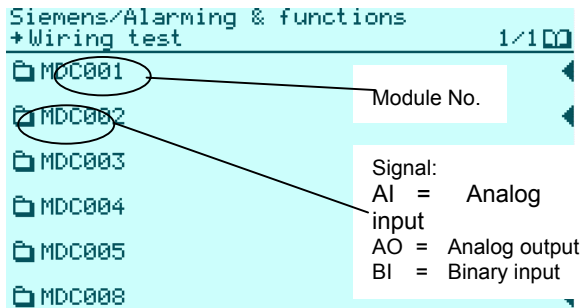 Siemens/Alarming & functions
Wiring test 1/1
MDC001
Module No.
MDC002
MDC003
Signal:
AI = Analog
input
AO = Analog output
BI = Binary input
MDC004
MDC005
MDC008